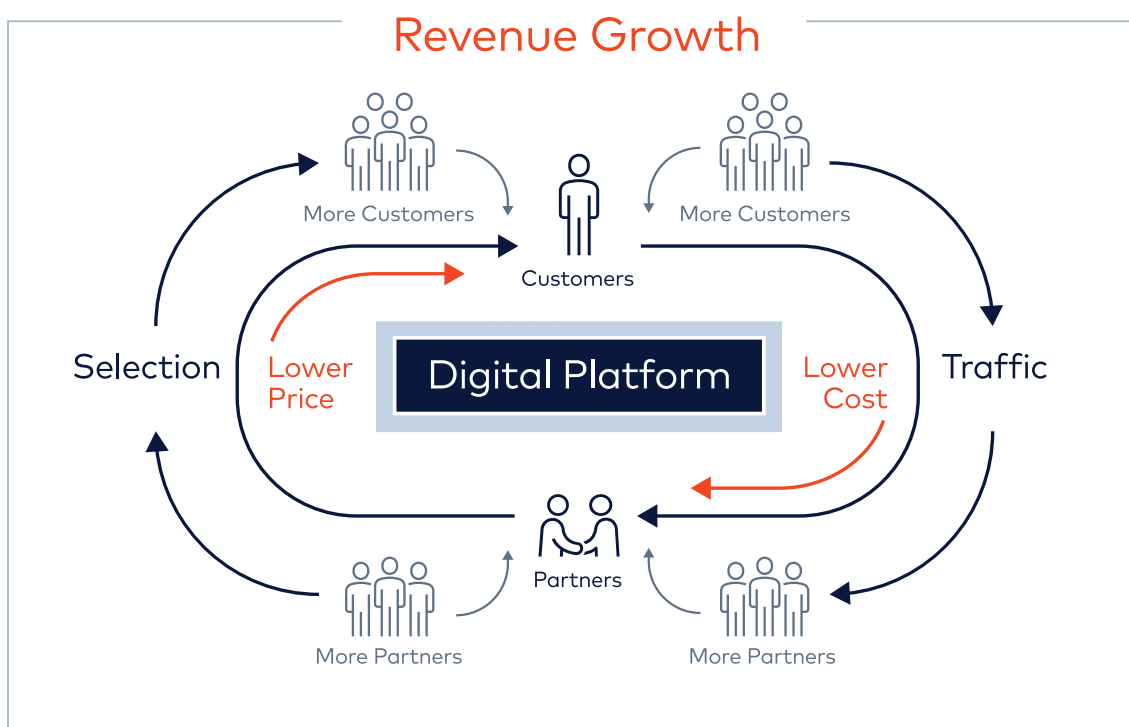 Revenue Growth
More Customers
More Customers
Customers
Selection
Lower
Price
Digital Platform
Lower
Cost
Traffic
Partners
More Partners
More Partners